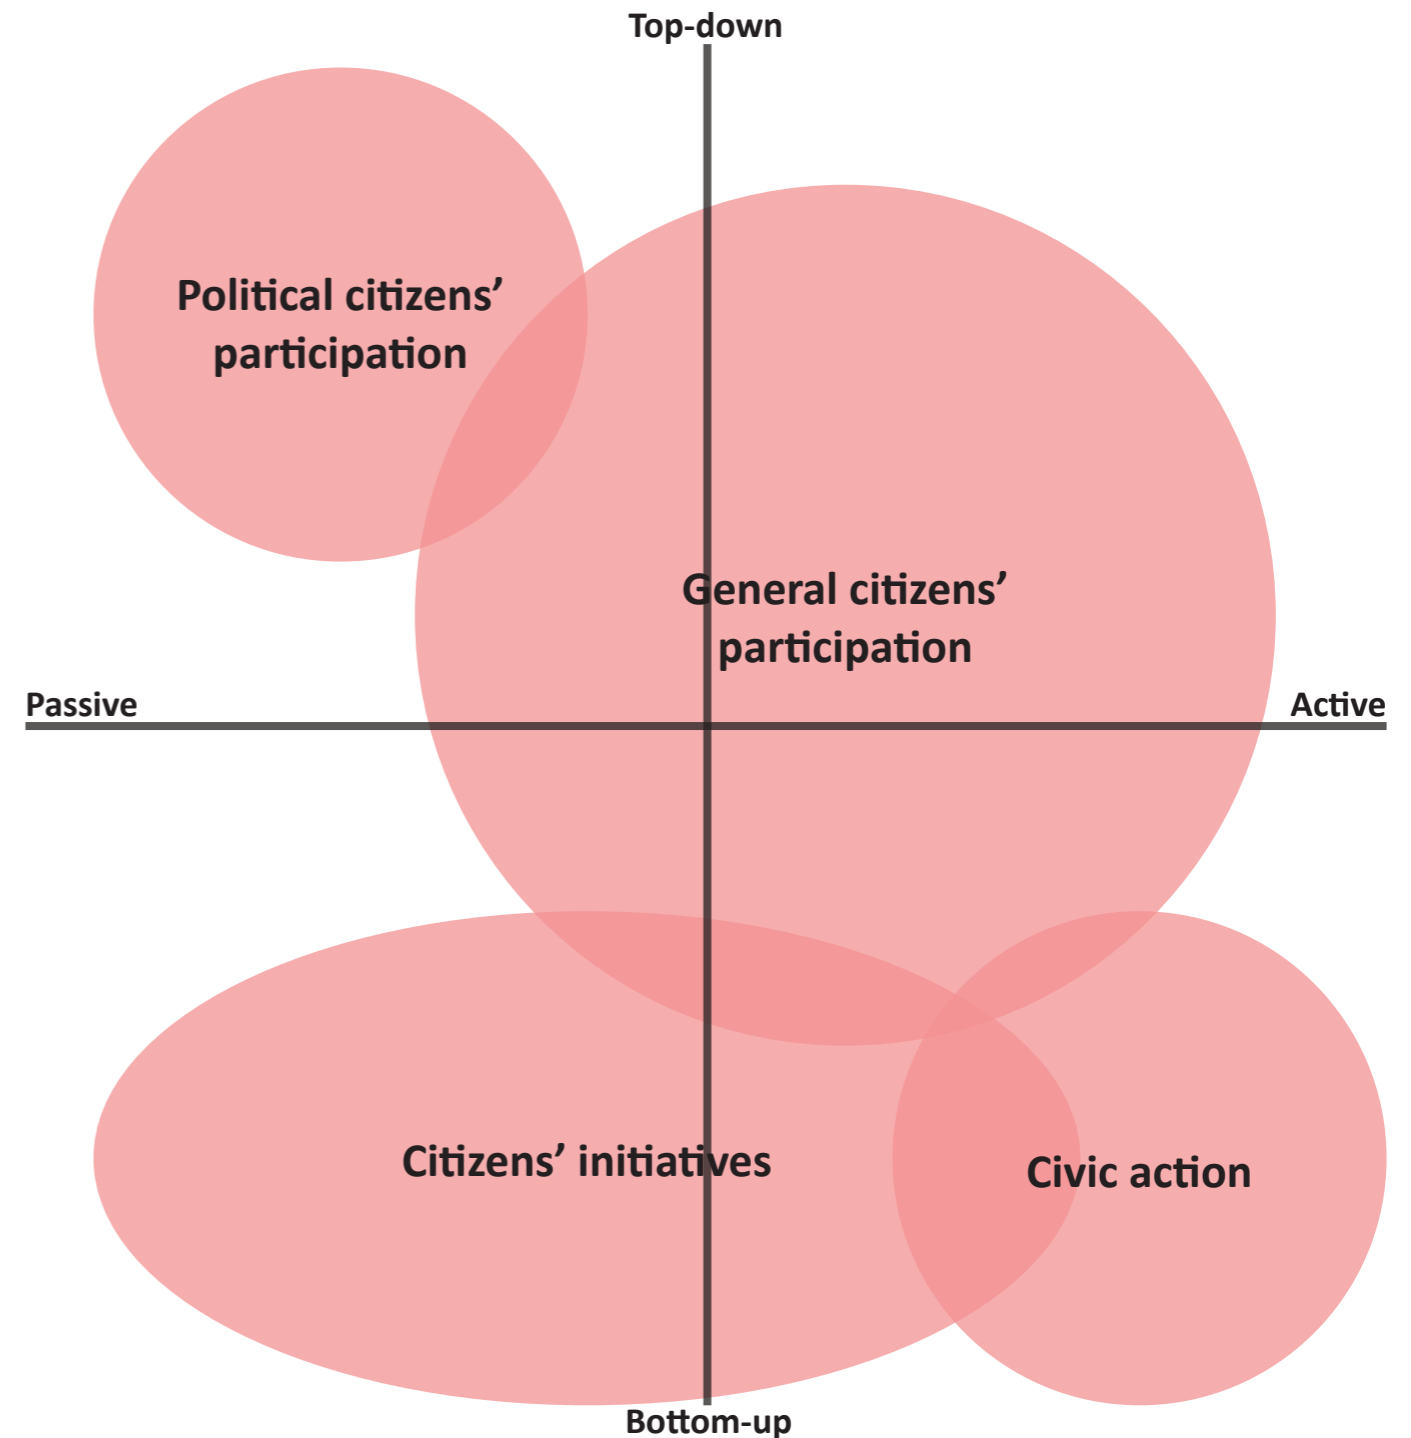 Top-down
Political citizens’
participation
General citizens’
participation
Passive
Active
Citizens’ initiatives
Civic action
Bottom-up